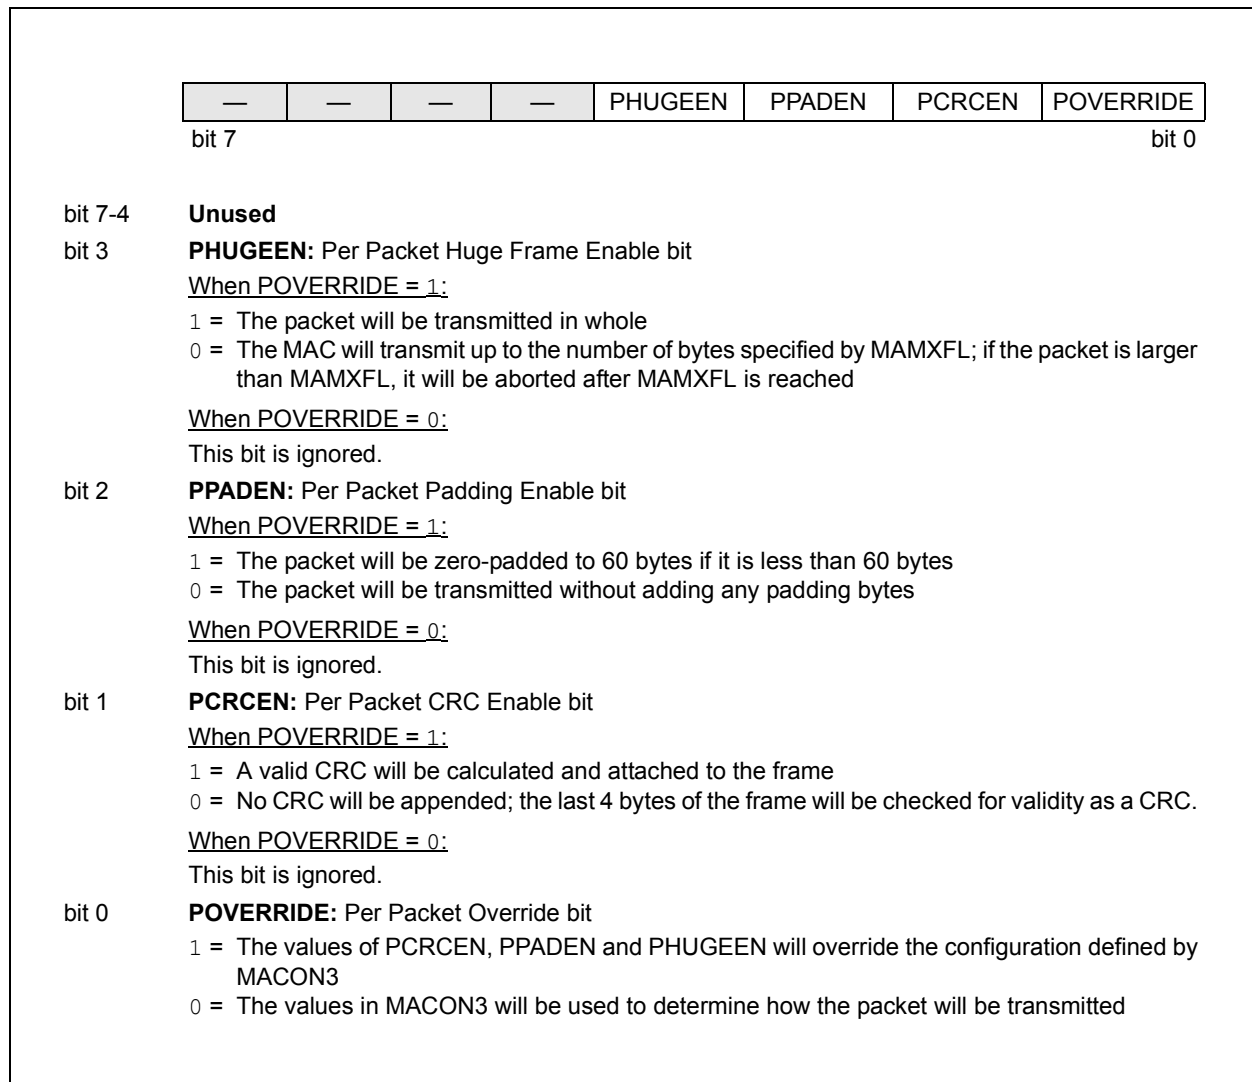 — — — — PHUGEEN PPADEN PCRCEN POVERRIDE
bit 7 bit 0
bit 7-4 Unused
bit 3 PHUGEEN: Per Packet Huge Frame Enable bit
When POVERRIDE = 1:
1 = The packet will be transmitted in whole
0 = The MAC will transmit up to the number of bytes specified by MAMXFL; if the packet is larger
than MAMXFL, it will be aborted after MAMXFL is reached
When POVERRIDE = 0:
This bit is ignored.
bit 2 PPADEN: Per Packet Padding Enable bit
When POVERRIDE = 1:
1 = The packet will be zero-padded to 60 bytes if it is less than 60 bytes
0 = The packet will be transmitted without adding any padding bytes
When POVERRIDE = 0:
This bit is ignored.
bit 1 PCRCEN: Per Packet CRC Enable bit
When POVERRIDE = 1:
1 = A valid CRC will be calculated and attached to the frame
0 = No CRC will be appended; the last 4 bytes of the frame will be checked for validity as a CRC.
When POVERRIDE = 0:
This bit is ignored.
bit 0 POVERRIDE: Per Packet Override bit
1 = The values of PCRCEN, PPADEN and PHUGEEN will override the configuration defined by
MACON3
0 = The values in MACON3 will be used to determine how the packet will be transmitted